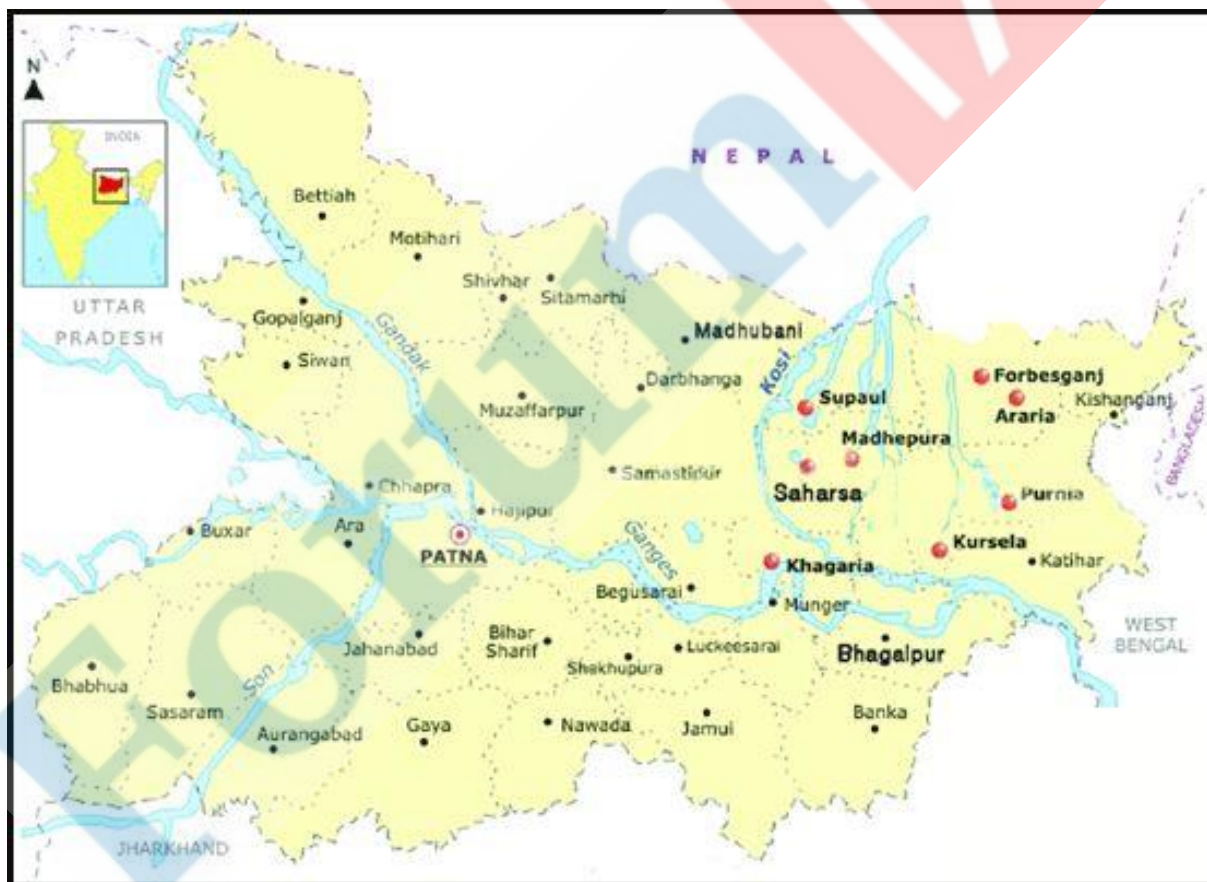 N
INDIA
NEPAL
Bettiah
Motihari
Shivhar
Sitamarhi
UTTAR
PRADESH
Gopalganj
Gandak
Madhubani
Siwan
Darbhanga
Kosi
Forbesganj
Araria
Kishanganj
BANGLADESH
Muzaffarpur
Supaul
Madhepura
Samastipur
Saharsa
Chhapra
Hajipur
Purnia
Buxar
Ara
PATNA
Ganges
Kursela
Khagaria
Katihar
Begusarai
Munger
WEST
BENGAL
Jahanabad
Bihar
Sharif
Shekhupura
Luckeesarai
Bhagalpur
Bhabhua
Son
Sasaram
Aurangabad
Gaya
Nawada
Jamui
Banka
JHARKHAND
Forum